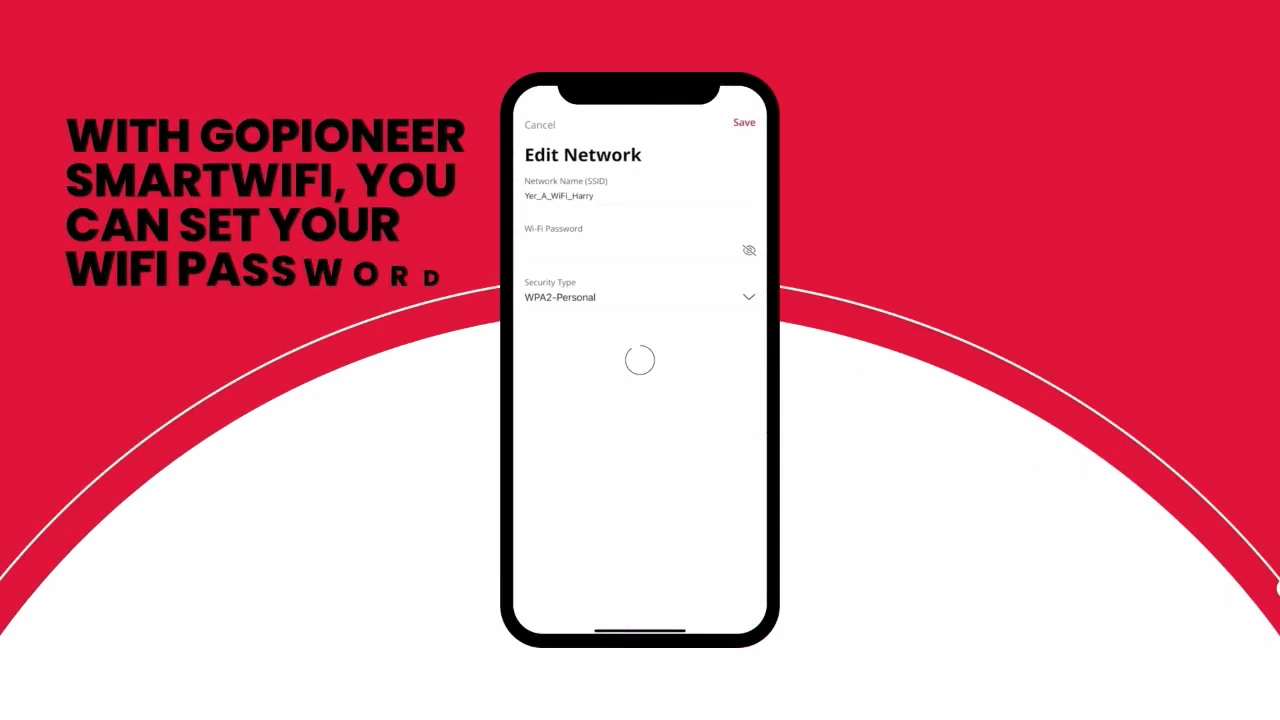 WITH GOPIONEER
SMARTWIFI, YOU
CAN SET YOUR
WIFI PASSWORD
Cancel
Save
Edit Network
Network Name (SSID)
Yer_A_WiFi_Harry
Wi-Fi Password
Security Type
WPA2-Personal